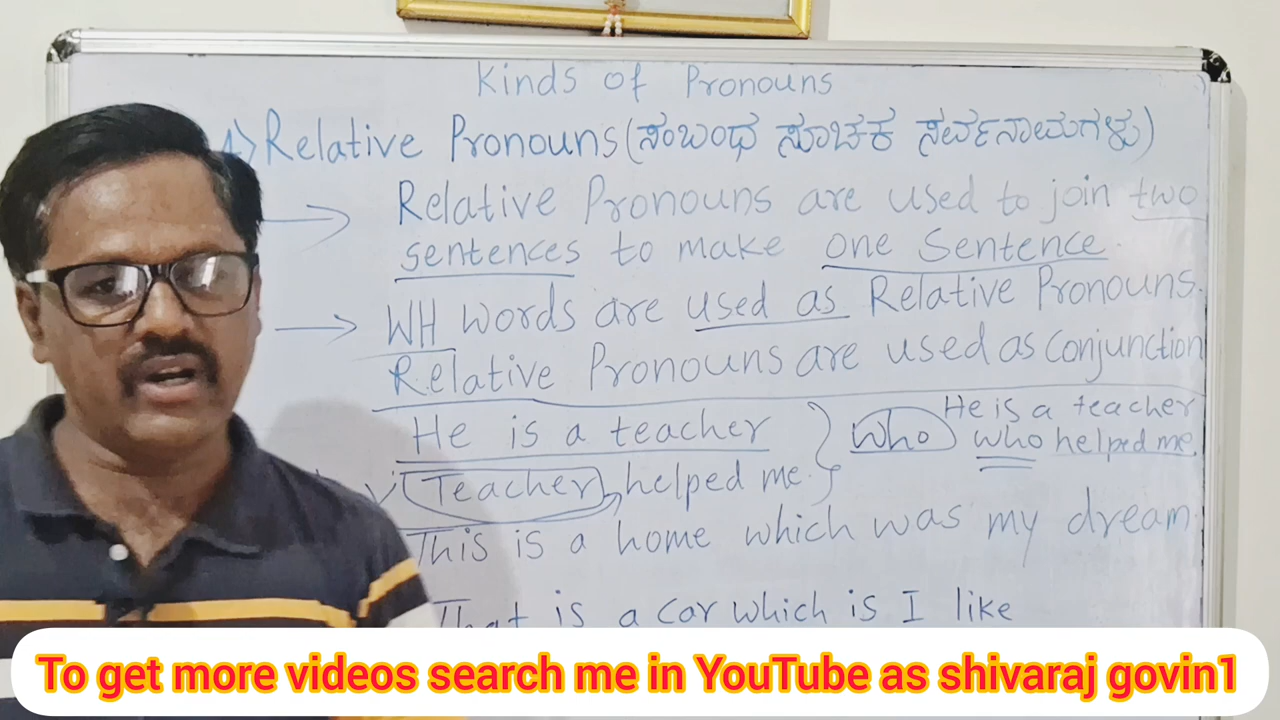 Kinds of Pronouns
4) Relative Pronouns (ಸಂಬಂಧ ಸೂಚಕ ಸರ್ವನಾಮಗಳು)
Relative Pronouns are used to join two
sentences to make one Sentence.
WH words are used as Relative Pronouns.
Relative Pronouns are used as conjunction
He is a teacher
Teacher helped me.
who
He is a teacher
who helped me.
This is a home which was my dream.
That is a car which is I like
To get more videos search me in YouTube as shivaraj govin1